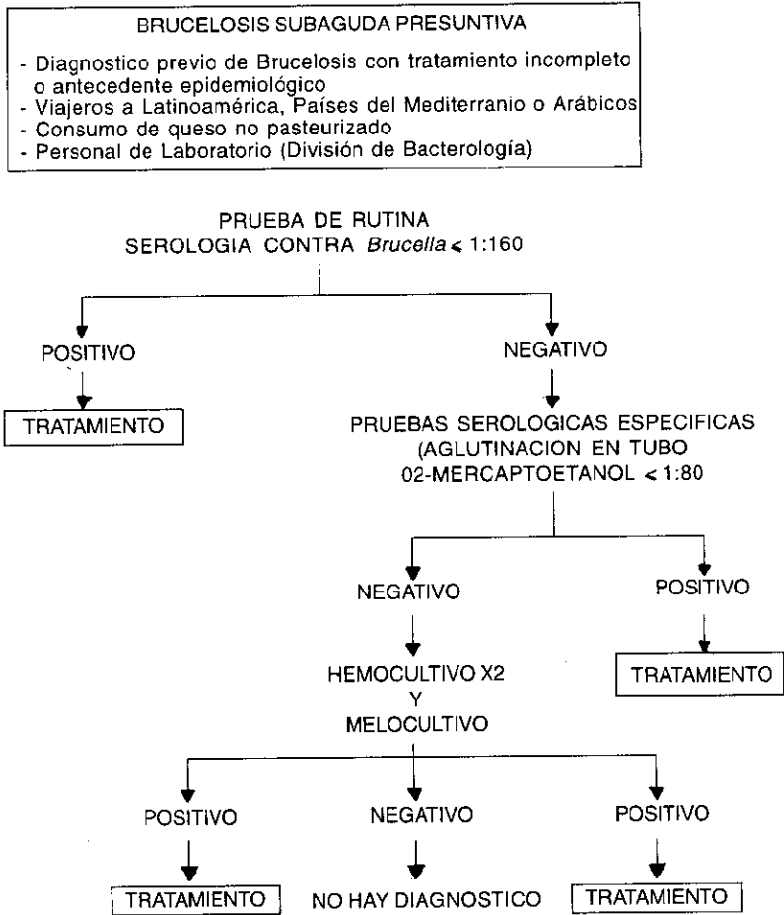 BRUCELOSIS SUBAGUDA PRESUNTIVA
- Diagnostico previo de Brucelosis con tratamiento incompleto
o antecedente epidemiológico
- Viajeros a Latinoamérica, Países del Mediterranio o Arábicos
- Consumo de queso no pasteurizado
- Personal de Laboratorio (División de Bacterología)
PRUEBA DE RUTINA
SEROLOGIA CONTRA Brucella ⩽ 1:160
POSITIVO
NEGATIVO
TRATAMIENTO
PRUEBAS SEROLOGICAS ESPECIFICAS
(AGLUTINACION EN TUBO
02-MERCAPTOETANOL ⩽ 1:80
NEGATIVO
POSITIVO
HEMOCULTIVO X2
Y
MELOCULTIVO
TRATAMIENTO
POSITIVO
NEGATIVO
POSITIVO
TRATAMIENTO
NO HAY DIAGNOSTICO
TRATAMIENTO